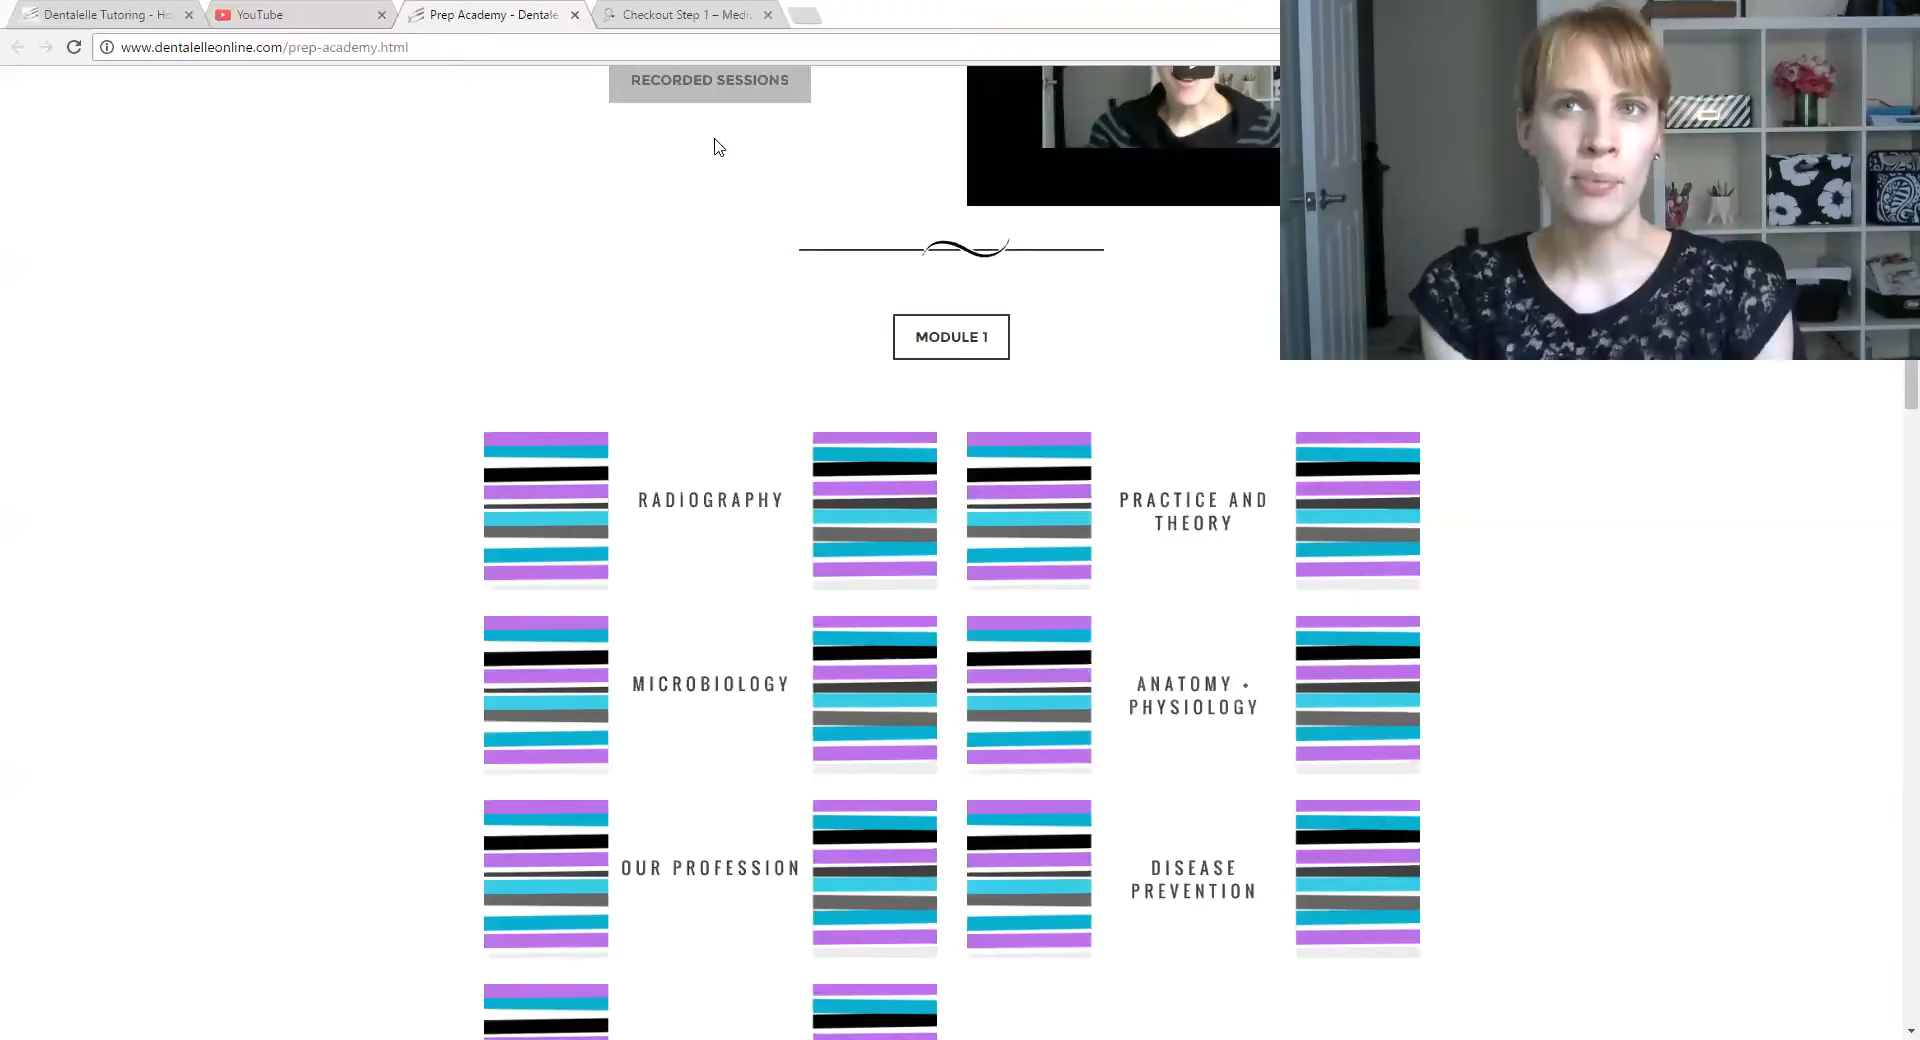 Dentalelle Tutoring - Ho
YouTube
Prep Academy - Dentale
Checkout Step 1 – Medi
www.dentalelleonline.com/prep-academy.html
RECORDED SESSIONS
MODULE 1
RADIOGRAPHY
PRACTICE AND
THEORY
MICROBIOLOGY
ANATOMY +
PHYSIOLOGY
OUR PROFESSION
DISEASE
PREVENTION